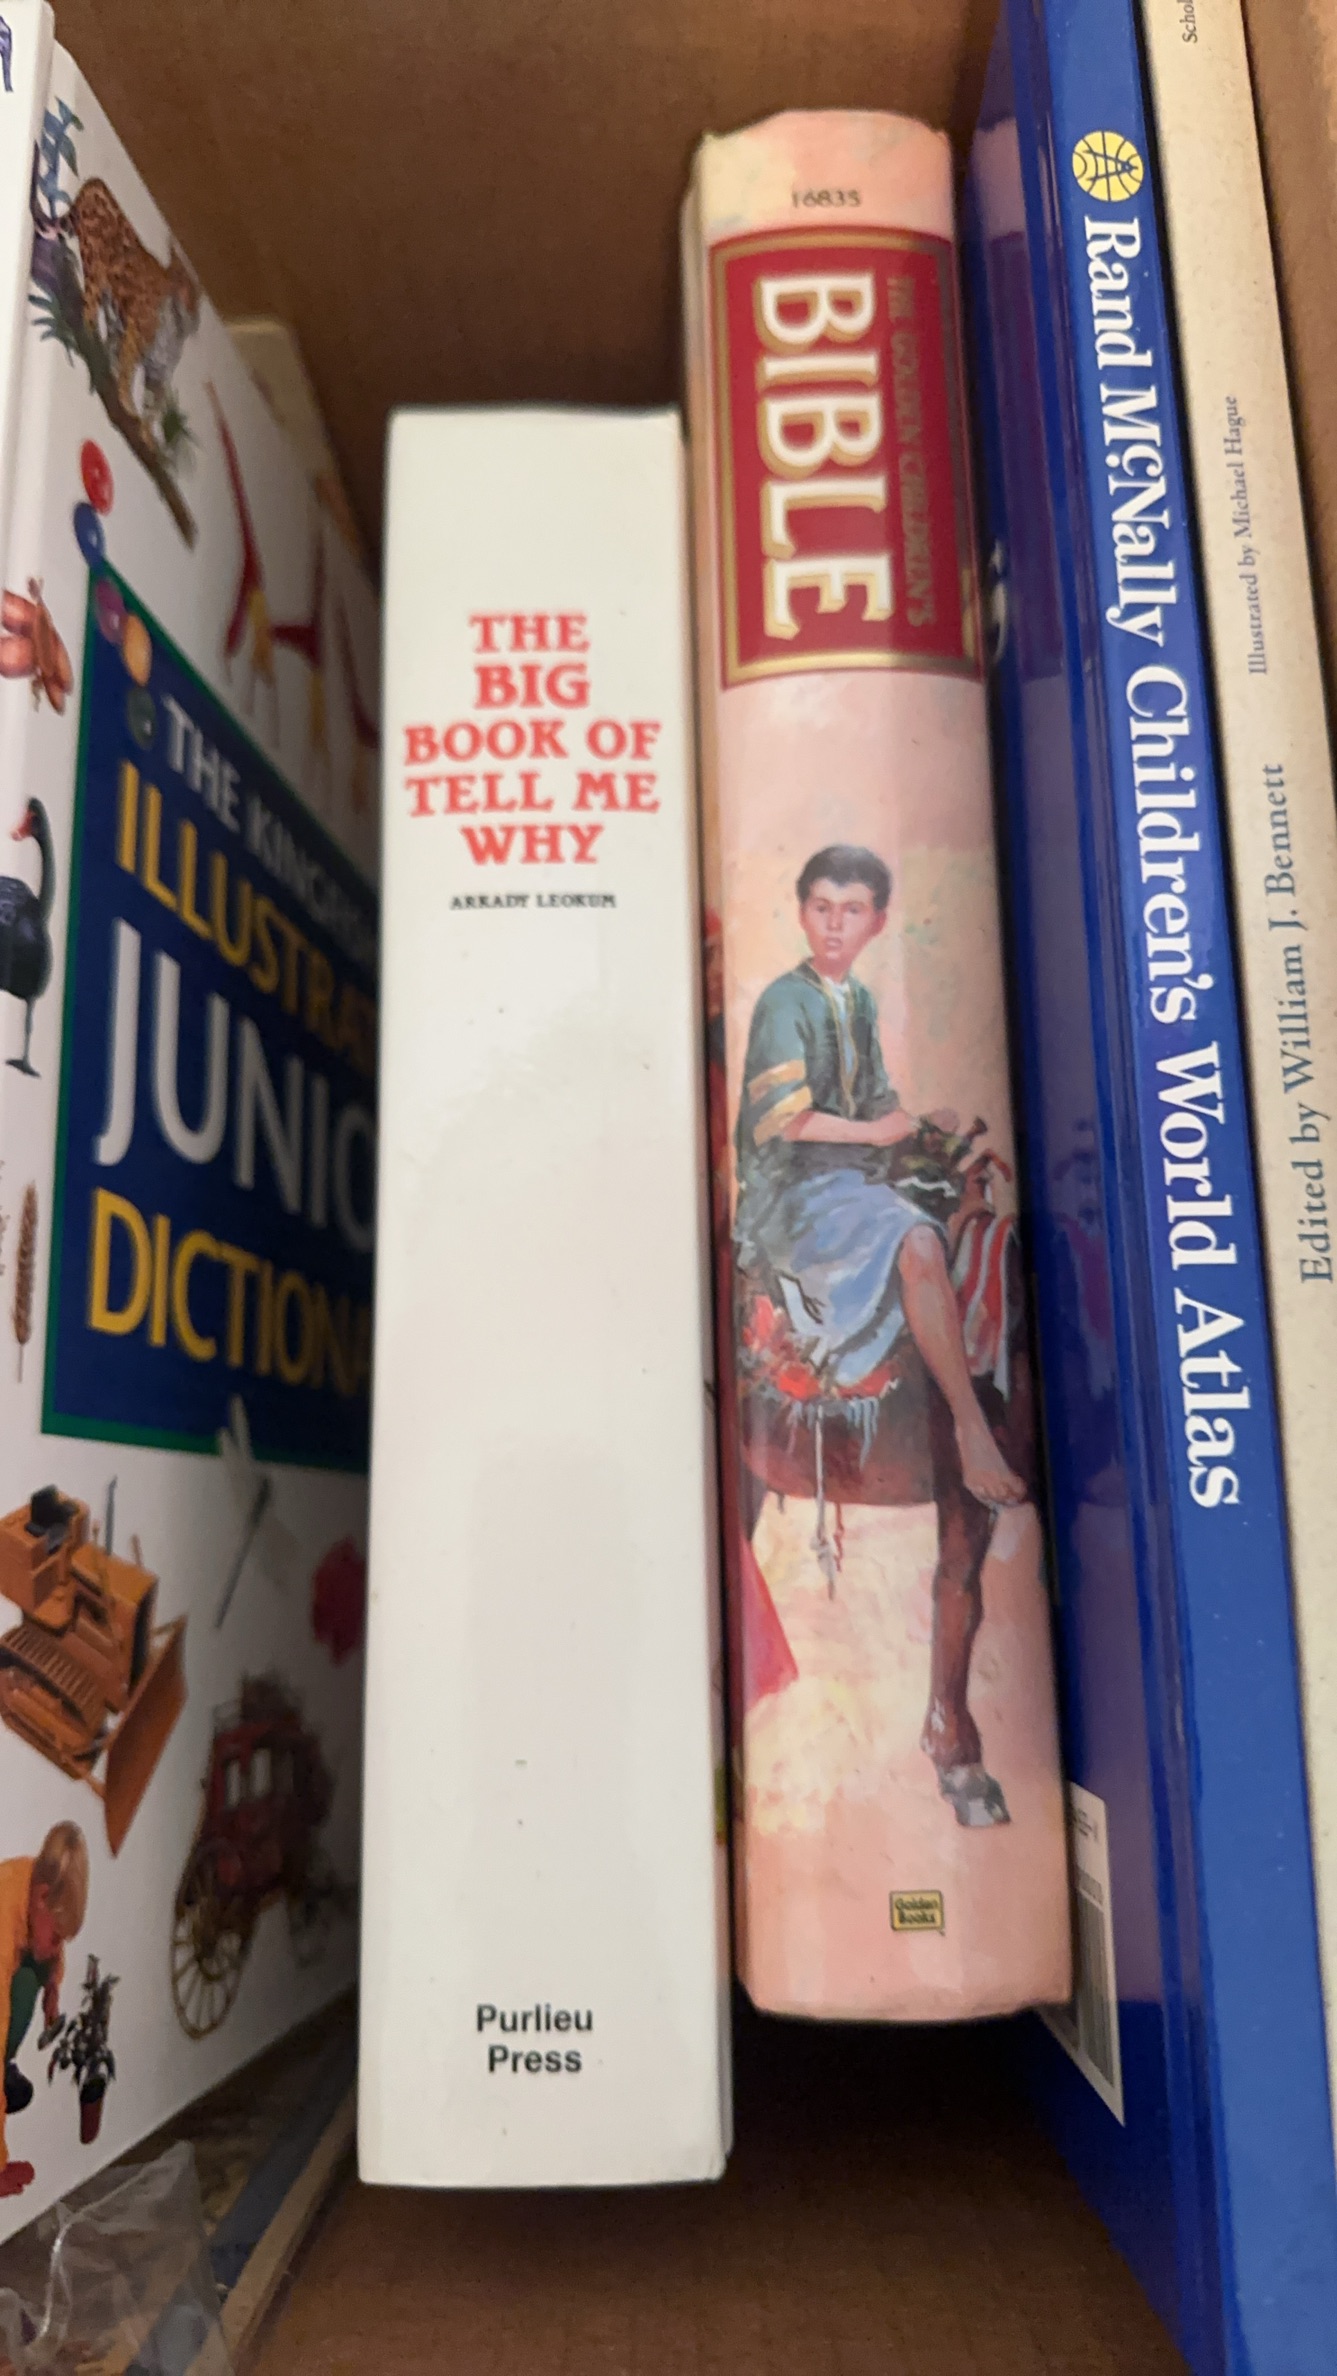 THE KINGFISHER
ILLUSTRATED
JUNIOR
DICTIONARY
THE
BIG
BOOK OF
TELL ME
WHY
ARKADY LEOKUM
Purlieu
Press
16835
THE GOLDEN CHILDREN'S
BIBLE
Golden
Books
Rand McNally Children's World Atlas
Edited by William J. Bennett
Illustrated by Michael Hague